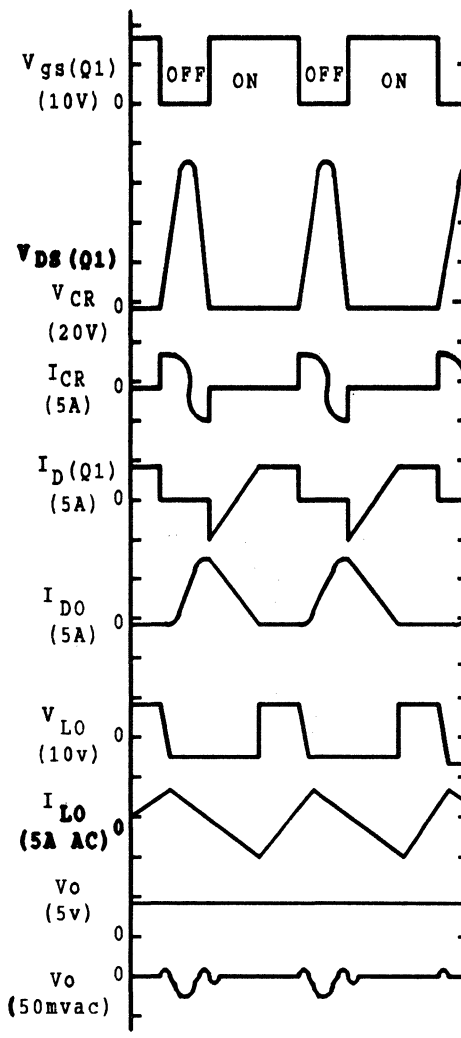 Vgs(Q1)
(10V) 0
OFF ON OFF ON
VDS(Q1)
VCR 0
(20V)
ICR 0
(5A)
ID(Q1)
(5A) 0
IDO 0
(5A)
VLO 0
(10v)
ILO 0
(5A AC)
Vo
(5v)
0
Vo 0
(50mvac)